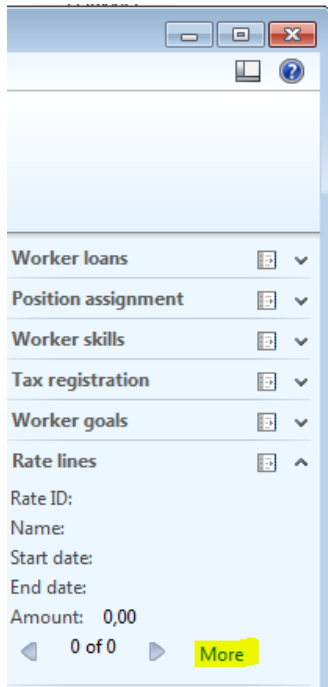 Worker loans
Position assignment
Worker skills
Tax registration
Worker goals
Rate lines
Rate ID:
Name:
Start date:
End date:
Amount: 0,00
0 of 0 More